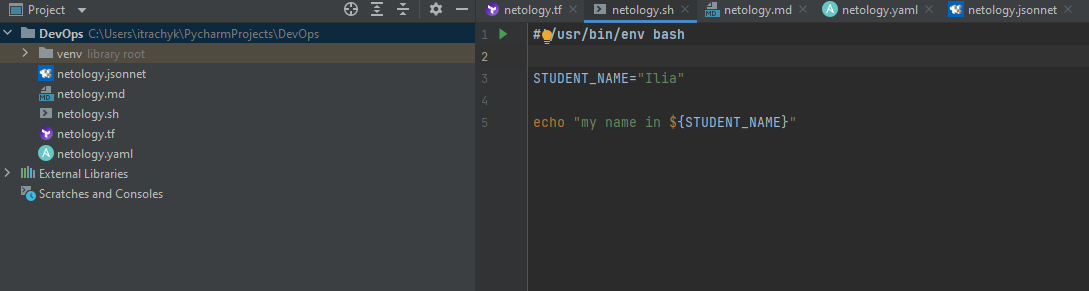 Project
DevOps C:\Users\itrachyk\PycharmProjects\DevOps
venv library root
netology.jsonnet
netology.md
netology.sh
netology.tf
netology.yaml
External Libraries
Scratches and Consoles
netology.tf netology.sh netology.md netology.yaml netology.jsonnet
1 #/usr/bin/env bash
2
3 STUDENT_NAME="Ilia"
4
5 echo "my name in ${STUDENT_NAME}"